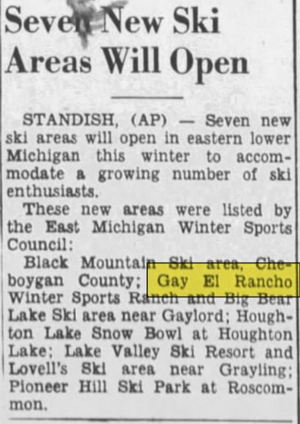 Seven New Ski
Areas Will Open
STANDISH, (AP) — Seven new
ski areas will open in eastern lower
Michigan this winter to accom-
modate a growing number of ski
enthusiasts.
These new areas were listed by
the East Michigan Winter Sports
Council:
Black Mountain Ski area, Che-
boygan County; Gay El Rancho
Winter Sports Ranch and Big Bear
Lake Ski area near Gaylord; Hough-
ton Lake Snow Bowl at Houghton
Lake; Lake Valley Ski Resort and
Lovell's Ski area near Grayling;
Pioneer Hill Ski Park at Roscom-
mon.